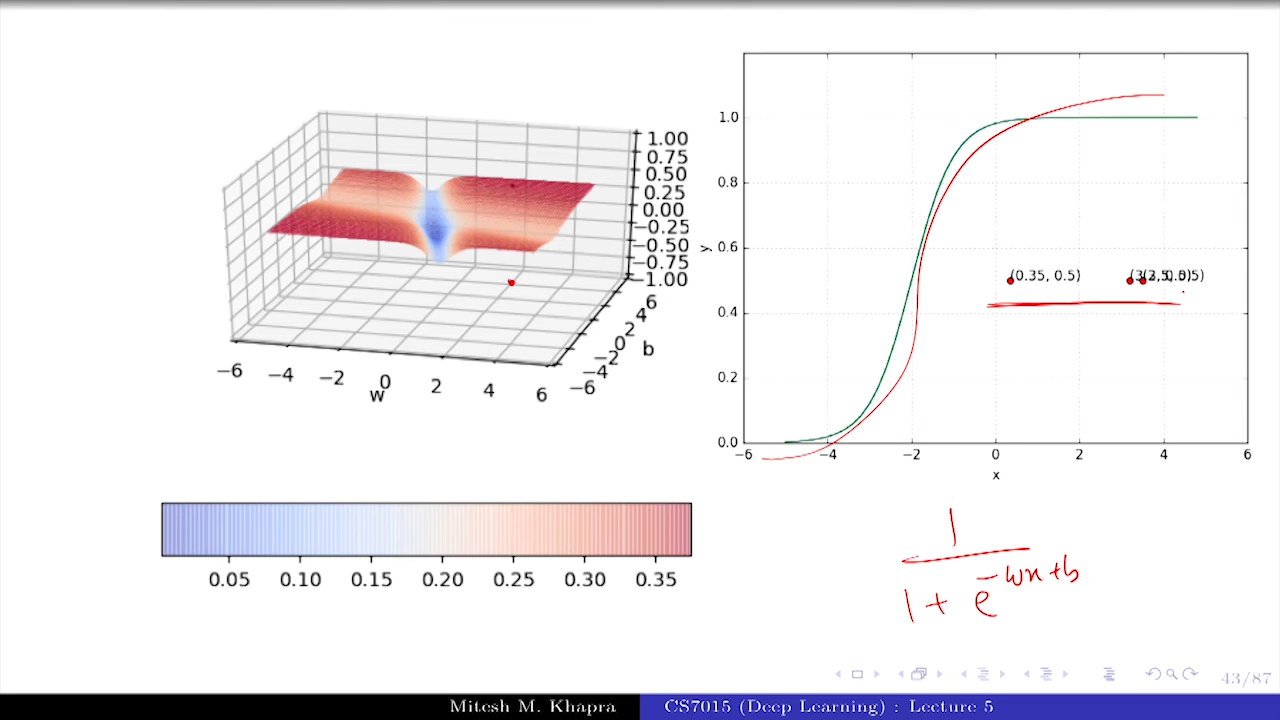 1.00
0.75
0.50
0.25
0.00
−0.25
−0.50
−0.75
−1.00
6
4
2
0
−2
−4
−6
b
−6 −4 −2 0 2 4 6
w
0.05 0.10 0.15 0.20 0.25 0.30 0.35
1.0
0.8
0.6
0.4
0.2
0.0
y
(0.35, 0.5)
−6 −4 −2 0 2 4 6
x
1
1 + e^-wx+b
43/87
Mitesh M. Khapra CS7015 (Deep Learning) : Lecture 5